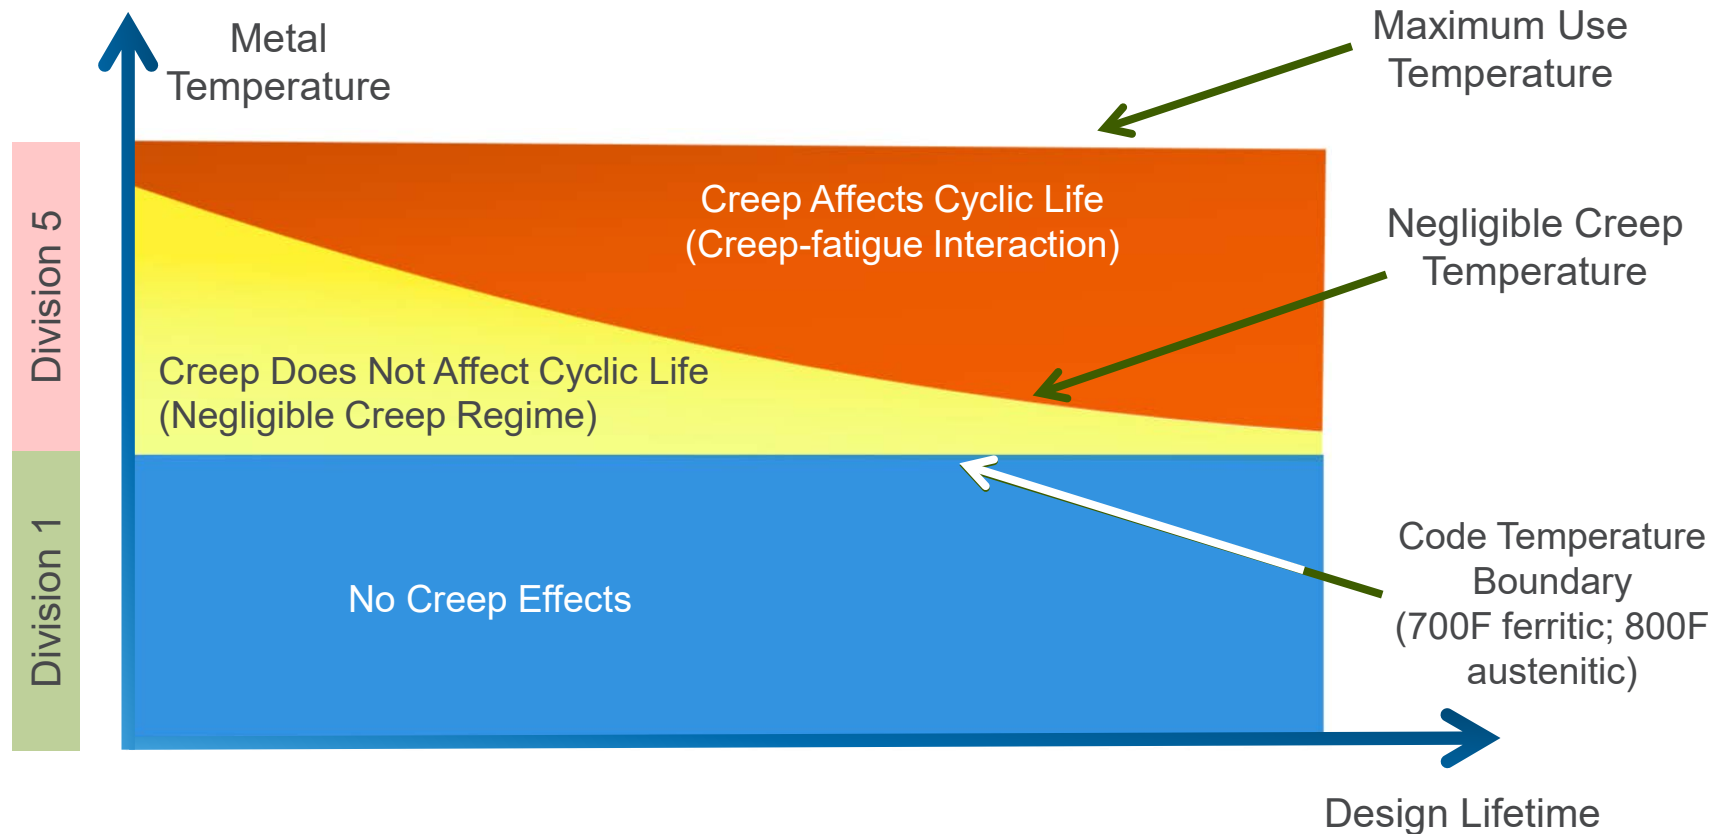 Metal
Temperature
Maximum Use
Temperature
Division 5
Creep Affects Cyclic Life
(Creep-fatigue Interaction)
Negligible Creep
Temperature
Creep Does Not Affect Cyclic Life
(Negligible Creep Regime)
Division 1
No Creep Effects
Code Temperature
Boundary
(700F ferritic; 800F
austenitic)
Design Lifetime